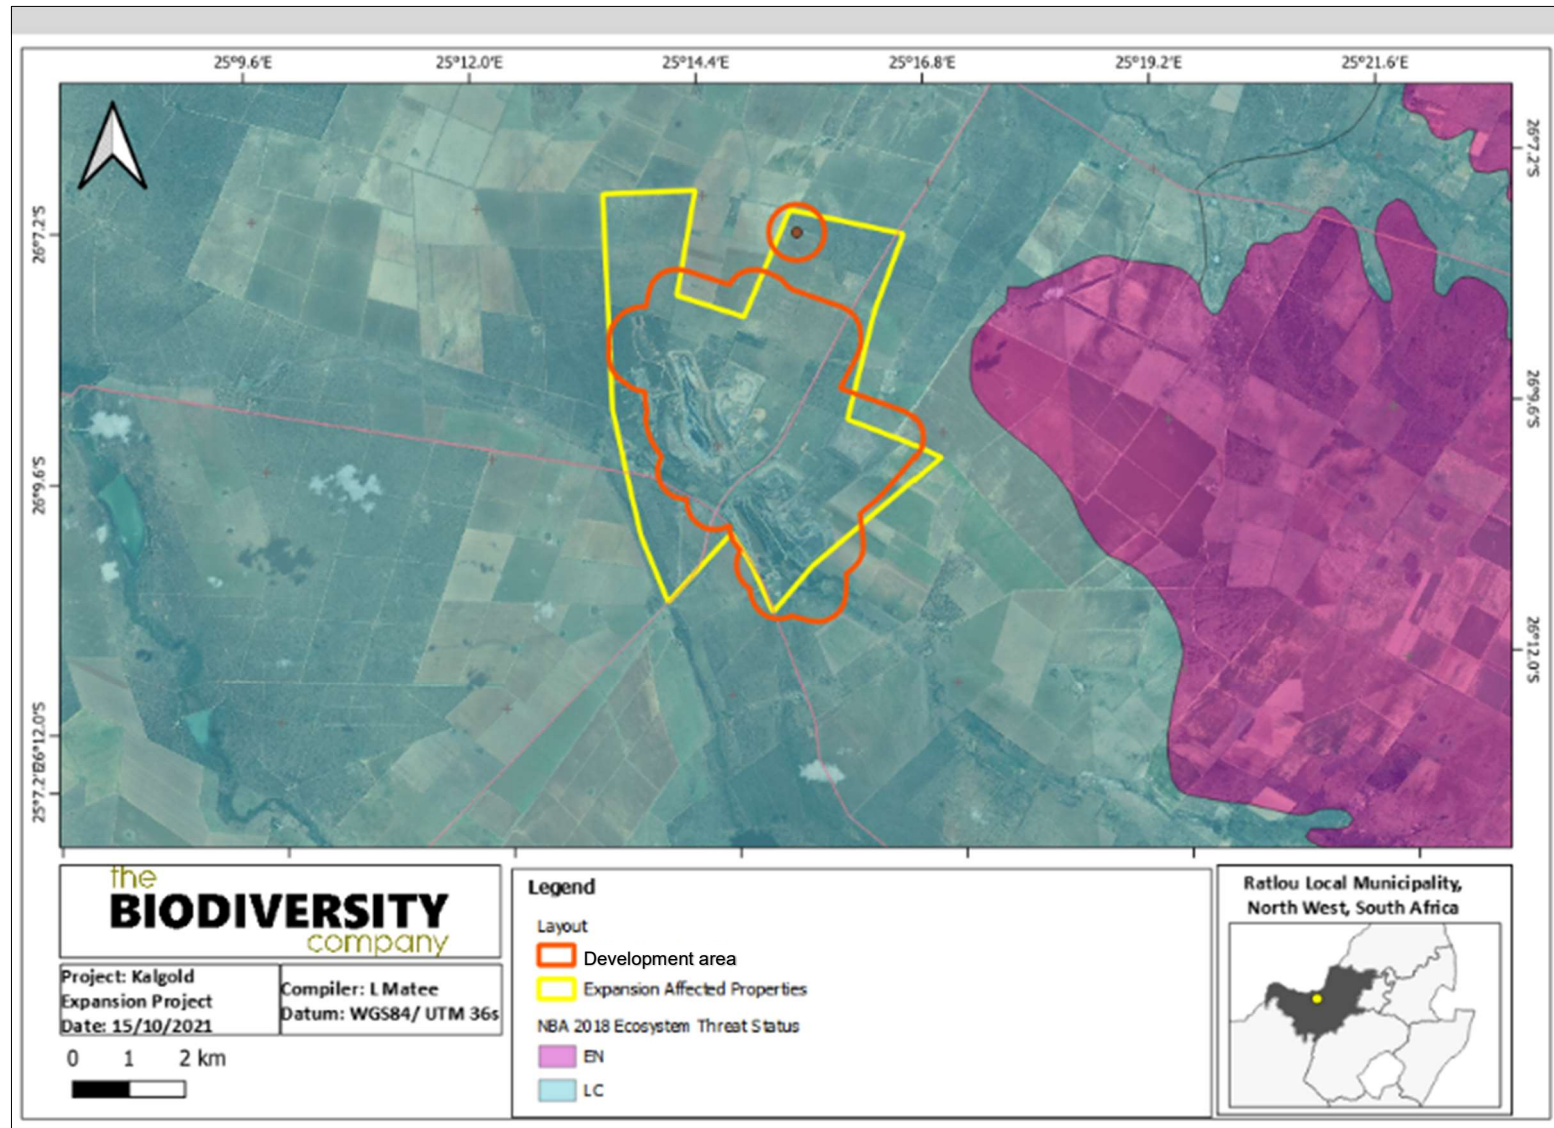 25°9.6'E 25°12.0'E 25°14.4'E 25°16.8'E 25°19.2'E 25°21.6'E
26°7.2'S
26°9.6'S
26°12.0'S
25°7.2'E
26°7.2'S
26°9.6'S
26°12.0'S
the
BIODIVERSITY
company
Project: Kalgold
Expansion Project
Date: 15/10/2021
Compiler: L Matee
Datum: WGS84/ UTM 36s
0 1 2 km
Legend
Layout
Development area
Expansion Affected Properties
NBA 2018 Ecosystem Threat Status
EN
LC
Ratlou Local Municipality,
North West, South Africa